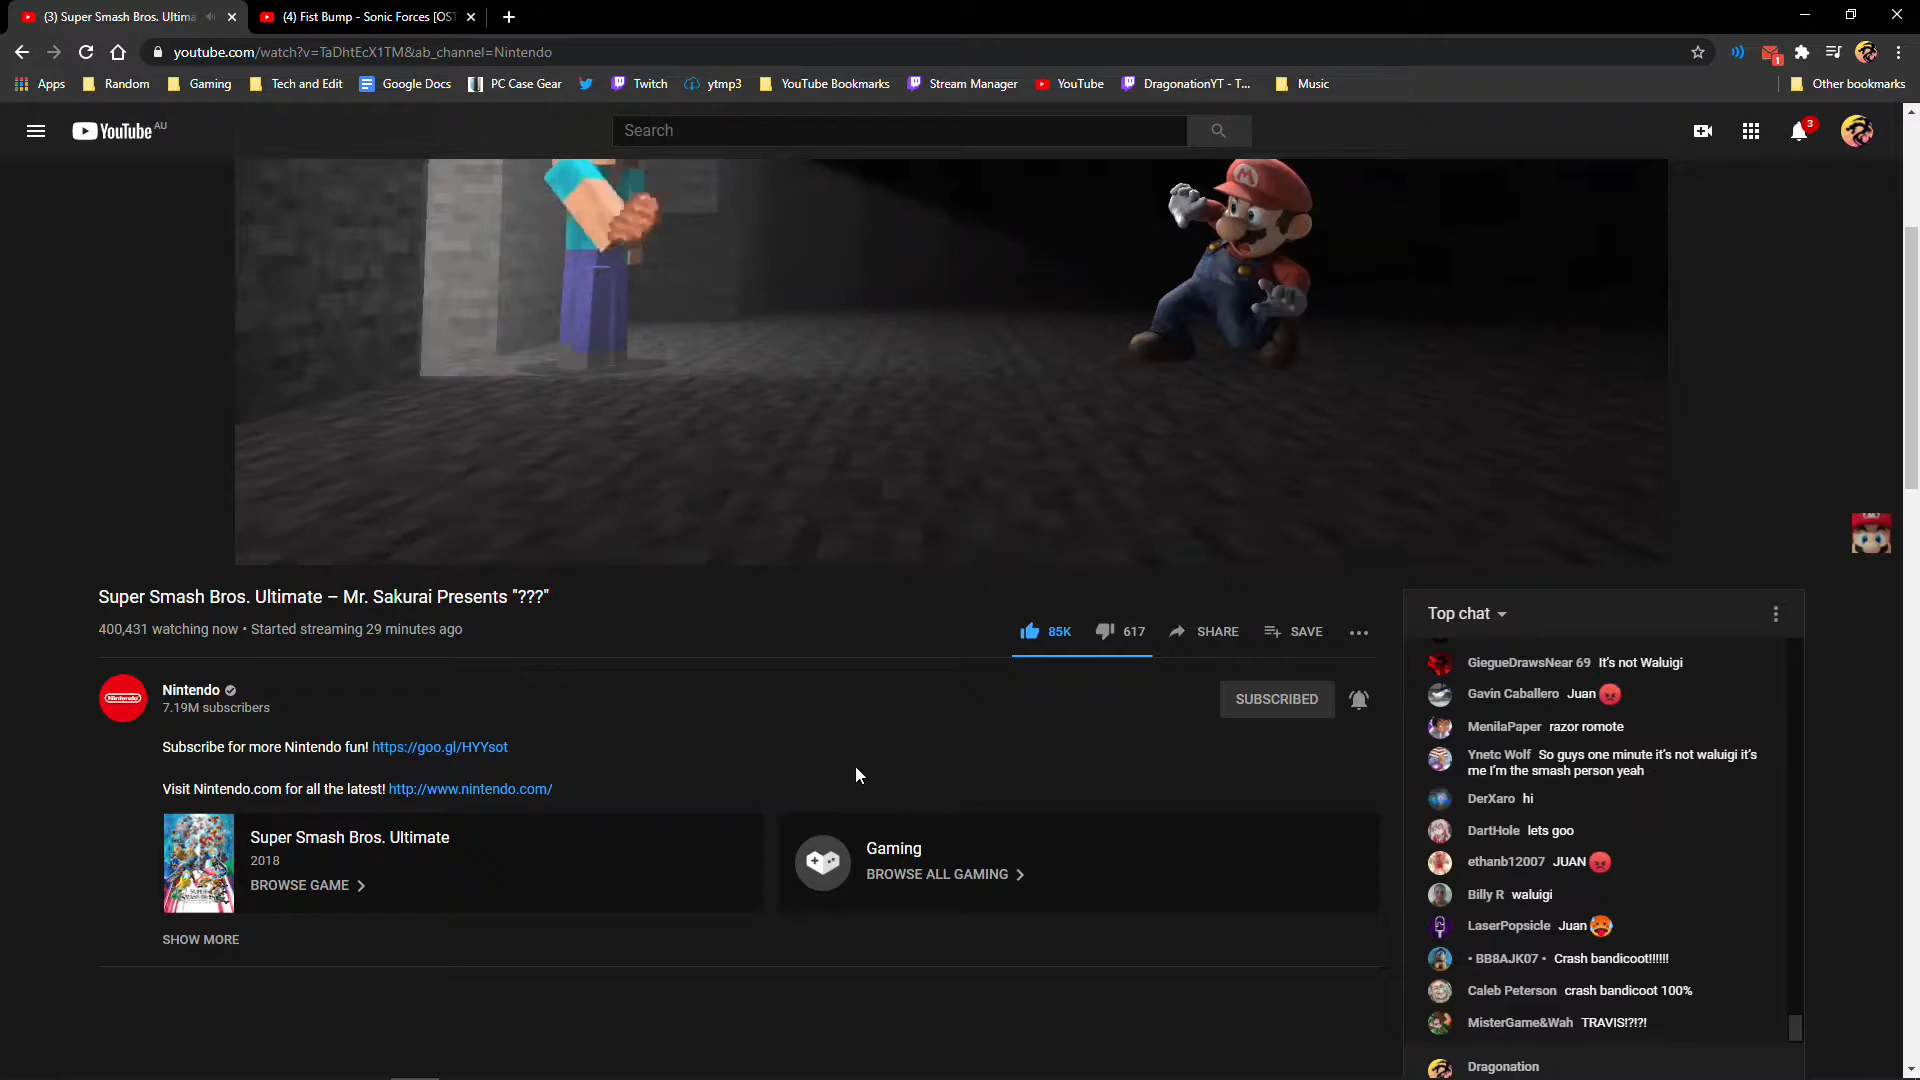 (3) Super Smash Bros. Ultima
(4) Fist Bump - Sonic Forces [OST
youtube.com/watch?v=TaDhtEcX1TM&ab_channel=Nintendo
1
Apps Random Gaming Tech and Edit Google Docs PC Case Gear Twitch ytmp3 YouTube Bookmarks Stream Manager YouTube DragonationYT - T... Music Other bookmarks
YouTube AU
Search
3
M
M
Super Smash Bros. Ultimate – Mr. Sakurai Presents "???"
400,431 watching now • Started streaming 29 minutes ago
85K 617 SHARE SAVE
Nintendo
Nintendo
7.19M subscribers
SUBSCRIBED
Subscribe for more Nintendo fun! https://goo.gl/HYYsot
Visit Nintendo.com for all the latest! http://www.nintendo.com/
Super Smash Bros. Ultimate
2018
BROWSE GAME
Gaming
BROWSE ALL GAMING
SHOW MORE
Top chat
GiegueDrawsNear 69 It's not Waluigi
Gavin Caballero Juan😡
MenilaPaper razor romote
Ynetc Wolf So guys one minute it's not waluigi it's
me I'm the smash person yeah
DerXaro hi
DartHole lets goo
ethanb12007 JUAN😡
Billy R waluigi
LaserPopsicle Juan🥵
• BB8AJK07 • Crash bandicoot!!!!!!
Caleb Peterson crash bandicoot 100%
MisterGame&Wah TRAVIS!?!?!
Dragonation